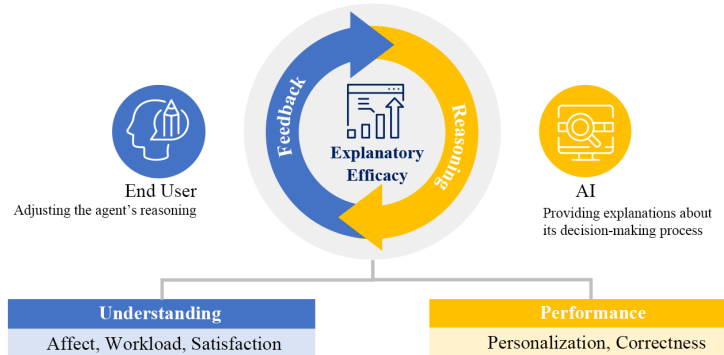 Feedback
Reasoning
Explanatory
Efficacy
End User
Adjusting the agent's reasoning
AI
Providing explanations about
its decision-making process
Understanding
Affect, Workload, Satisfaction
Performance
Personalization, Correctness